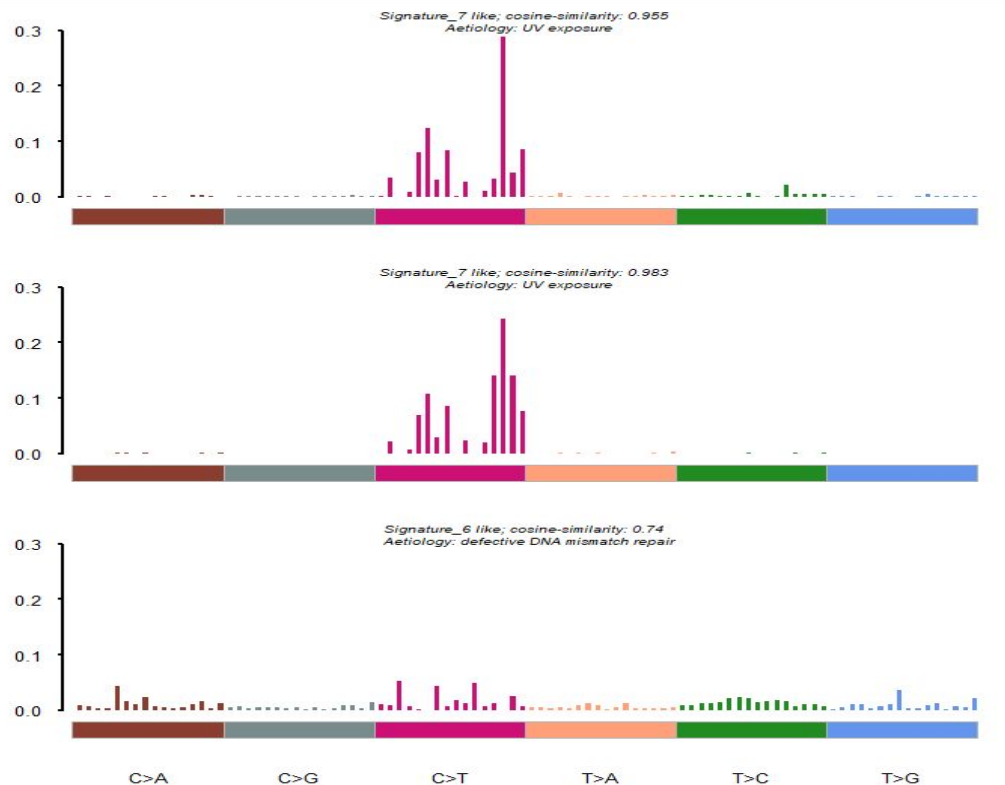 Signature_7 like; cosine-similarity: 0.955
Aetiology: UV exposure
0.3
0.2
0.1
0.0
Signature_7 like; cosine-similarity: 0.983
Aetiology: UV exposure
0.3
0.2
0.1
0.0
Signature_6 like; cosine-similarity: 0.74
Aetiology: defective DNA mismatch repair
0.3
0.2
0.1
0.0
C>A C>G C>T T>A T>C T>G